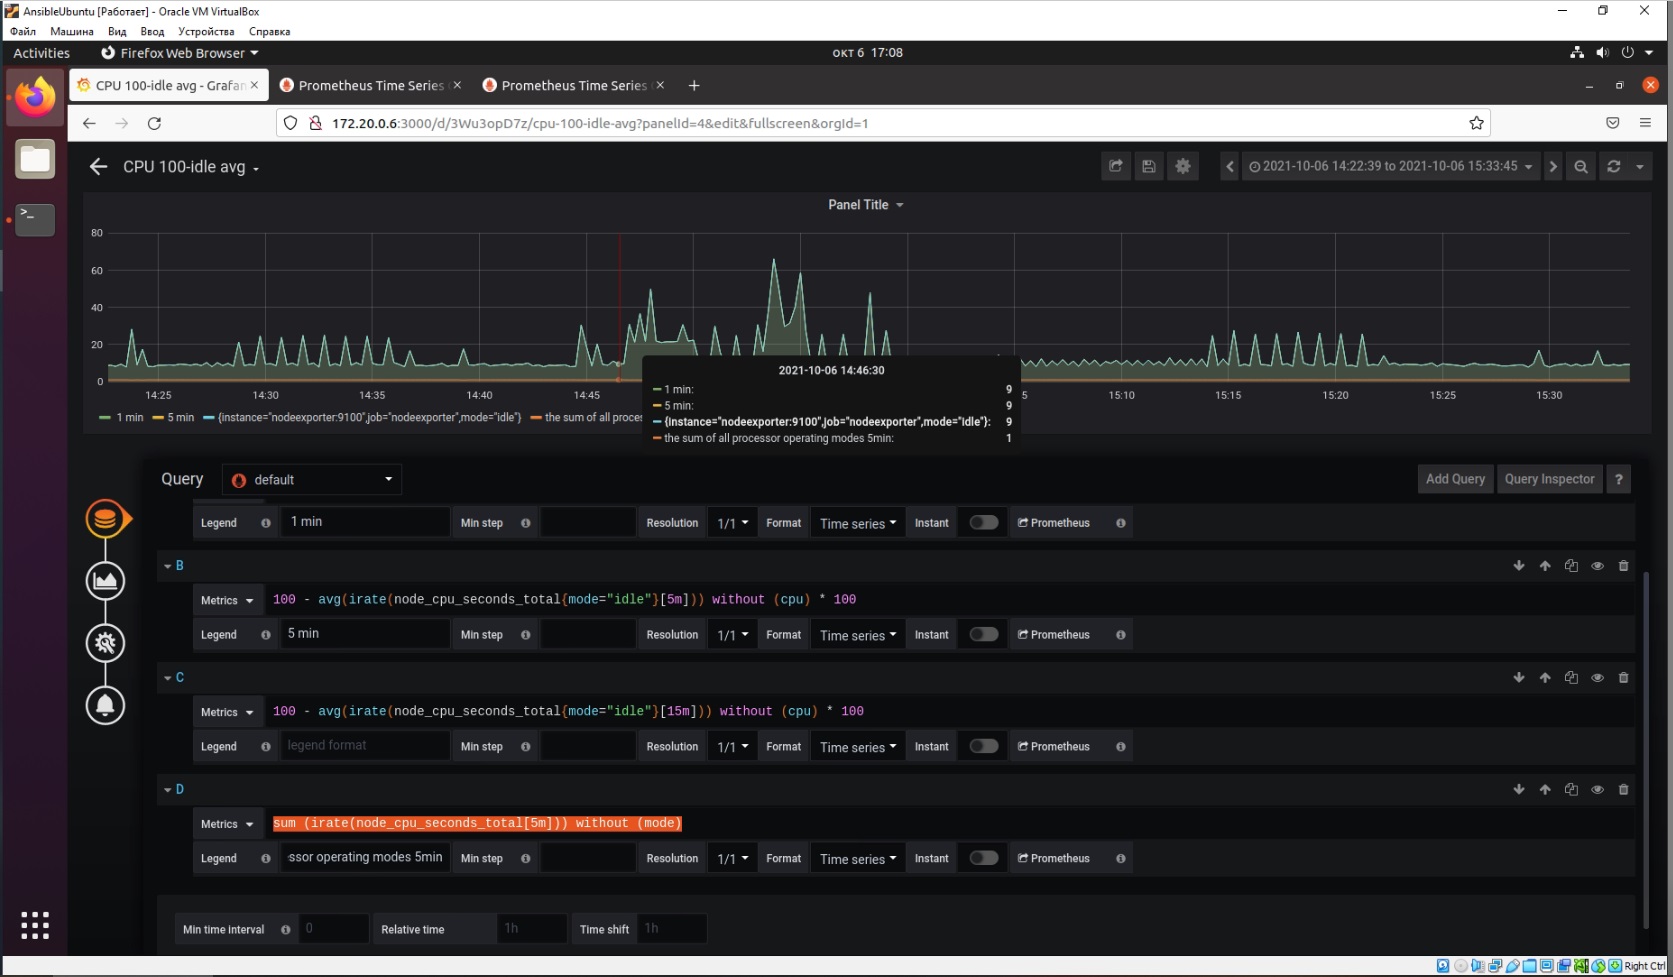 AnsibleUbuntu [Работает] - Oracle VM VirtualBox
Файл Машина Вид Ввод Устройства Справка
Activities Firefox Web Browser окт 6 17:08
CPU 100-idle avg - Grafan Prometheus Time Series Prometheus Time Series
172.20.0.6:3000/d/3Wu3opD7z/cpu-100-idle-avg?panelId=4&edit&fullscreen&orgId=1
CPU 100-idle avg 2021-10-06 14:22:39 to 2021-10-06 15:33:45
Panel Title
80
60
40
20
0
14:25 14:30 14:35 14:40 14:45 5 15:10 15:15 15:20 15:25 15:30
1 min 5 min {instance="nodeexporter:9100",job="nodeexporter",mode="idle"} the sum of all proces
2021-10-06 14:46:30
1 min: 9
5 min: 9
{instance="nodeexporter:9100",job="nodeexporter",mode="idle"}: 9
the sum of all processor operating modes 5min: 1
Query default Add Query Query Inspector ?
Legend 1 min Min step Resolution 1/1 Format Time series Instant Prometheus
B
Metrics 100 - avg(irate(node_cpu_seconds_total{mode="idle"}[5m])) without (cpu) * 100
Legend 5 min Min step Resolution 1/1 Format Time series Instant Prometheus
C
Metrics 100 - avg(irate(node_cpu_seconds_total{mode="idle"}[15m])) without (cpu) * 100
Legend legend format Min step Resolution 1/1 Format Time series Instant Prometheus
D
Metrics sum (irate(node_cpu_seconds_total[5m])) without (mode)
Legend ssor operating modes 5min Min step Resolution 1/1 Format Time series Instant Prometheus
Min time interval 0 Relative time 1h Time shift 1h
Right Ctrl